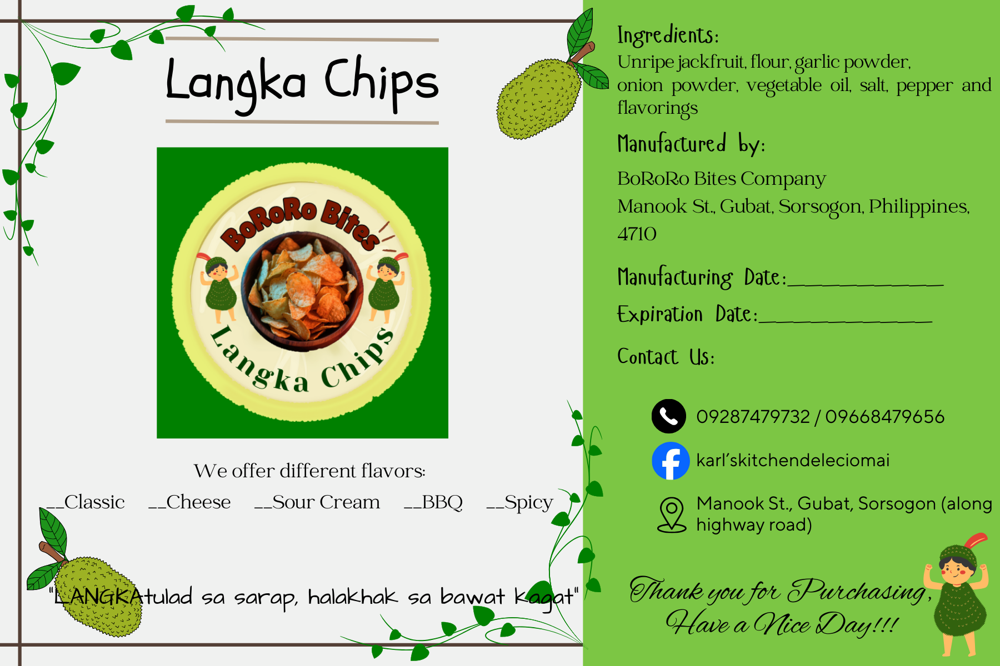 Langka Chips
BoRoRo Bites
Langka Chips
We offer different flavors:
__Classic __Cheese __Sour Cream __BBQ __Spicy
"LANGKAtulad sa sarap, halakhak sa bawat kagat"
Ingredients:
Unripe jackfruit, flour, garlic powder,
onion powder, vegetable oil, salt, pepper and
flavorings
Manufactured by:
BoRoRo Bites Company
Manook St., Gubat, Sorsogon, Philippines,
4710
Manufacturing Date:_________
Expiration Date:__________
Contact Us:
09287479732 / 09668479656
karl'skitchendeleciomai
Manook St., Gubat, Sorsogon (along
highway road)
Thank you for Purchasing,
Have a Nice Day!!!